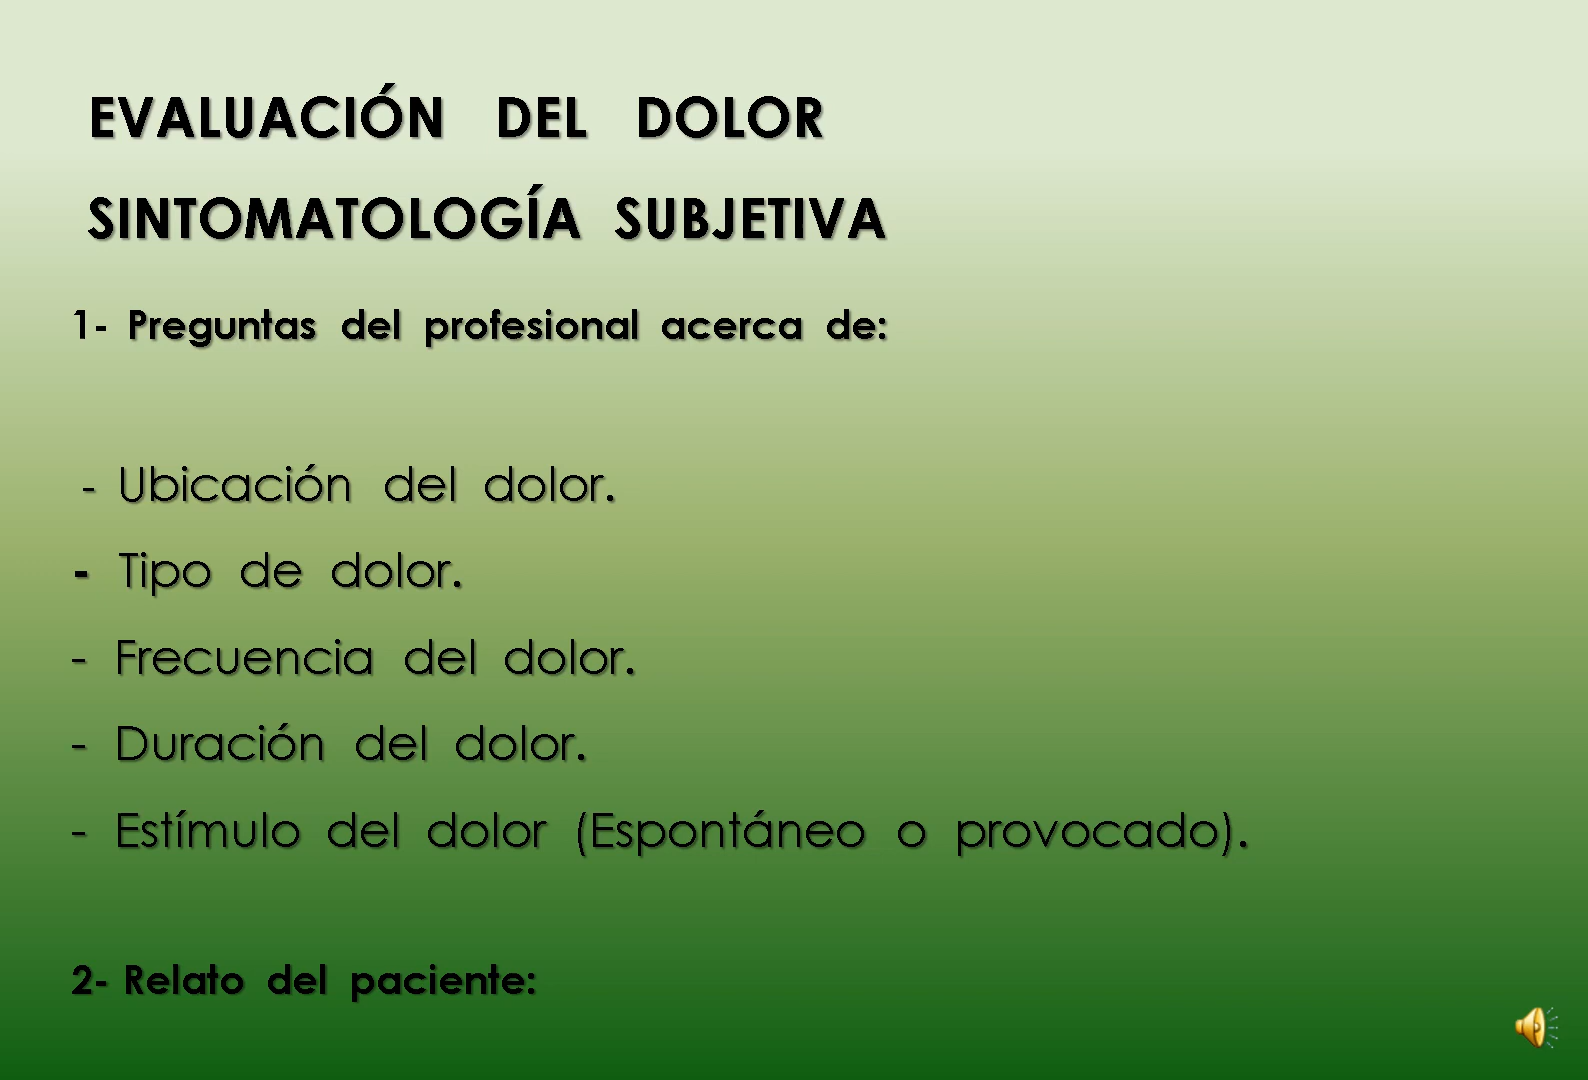 EVALUACIÓN DEL DOLOR
SINTOMATOLOGÍA SUBJETIVA
1- Preguntas del profesional acerca de:
- Ubicación del dolor.
- Tipo de dolor.
- Frecuencia del dolor.
- Duración del dolor.
- Estímulo del dolor (Espontáneo o provocado).
2- Relato del paciente: